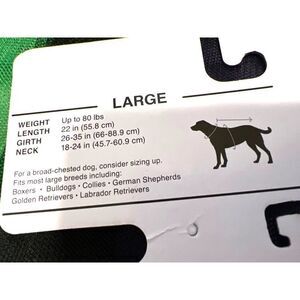 LARGE
WEIGHT Up to 80 lbs
LENGTH 22 in (55.8 cm)
GIRTH 26-35 in (66-88.9 cm)
NECK 18-24 in (45.7-60.9 cm)
For a broad-chested dog, consider sizing up.
Fits most large breeds including:
Boxers • Bulldogs • Collies • German Shepherds
Golden Retrievers • Labrador Retrievers